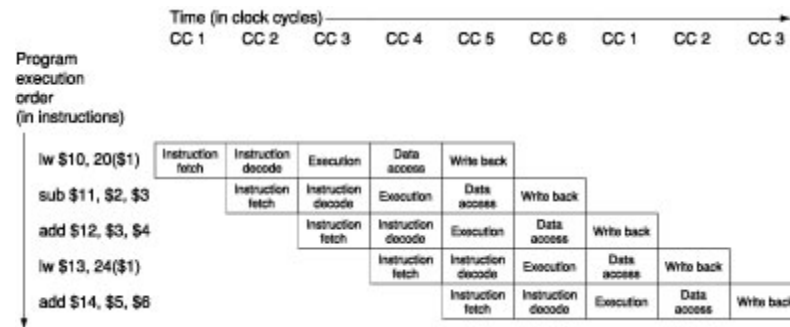 Time (in clock cycles)
CC 1 CC 2 CC 3 CC 4 CC 5 CC 6 CC 1 CC 2 CC 3
Program
execution
order
(in instructions)
lw $10, 20($1) Instruction fetch Instruction decode Execution Data access Write back
sub $11, $2, $3 Instruction fetch Instruction decode Execution Data access Write back
add $12, $3, $4 Instruction fetch Instruction decode Execution Data access Write back
lw $13, 24($1) Instruction fetch Instruction decode Execution Data access Write back
add $14, $5, $6 Instruction fetch Instruction decode Execution Data access Write back